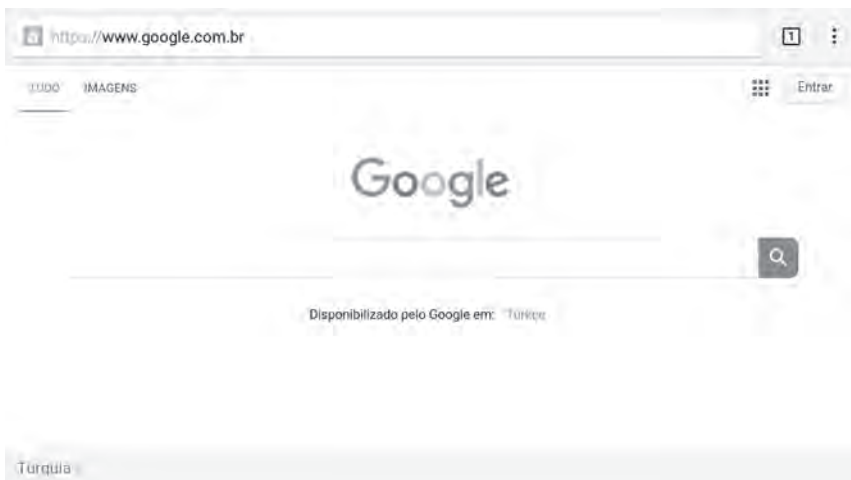 https://www.google.com.br
1
TUDO IMAGENS
Entrar
Google
Disponibilizado pelo Google em: Türkçe
Turquia